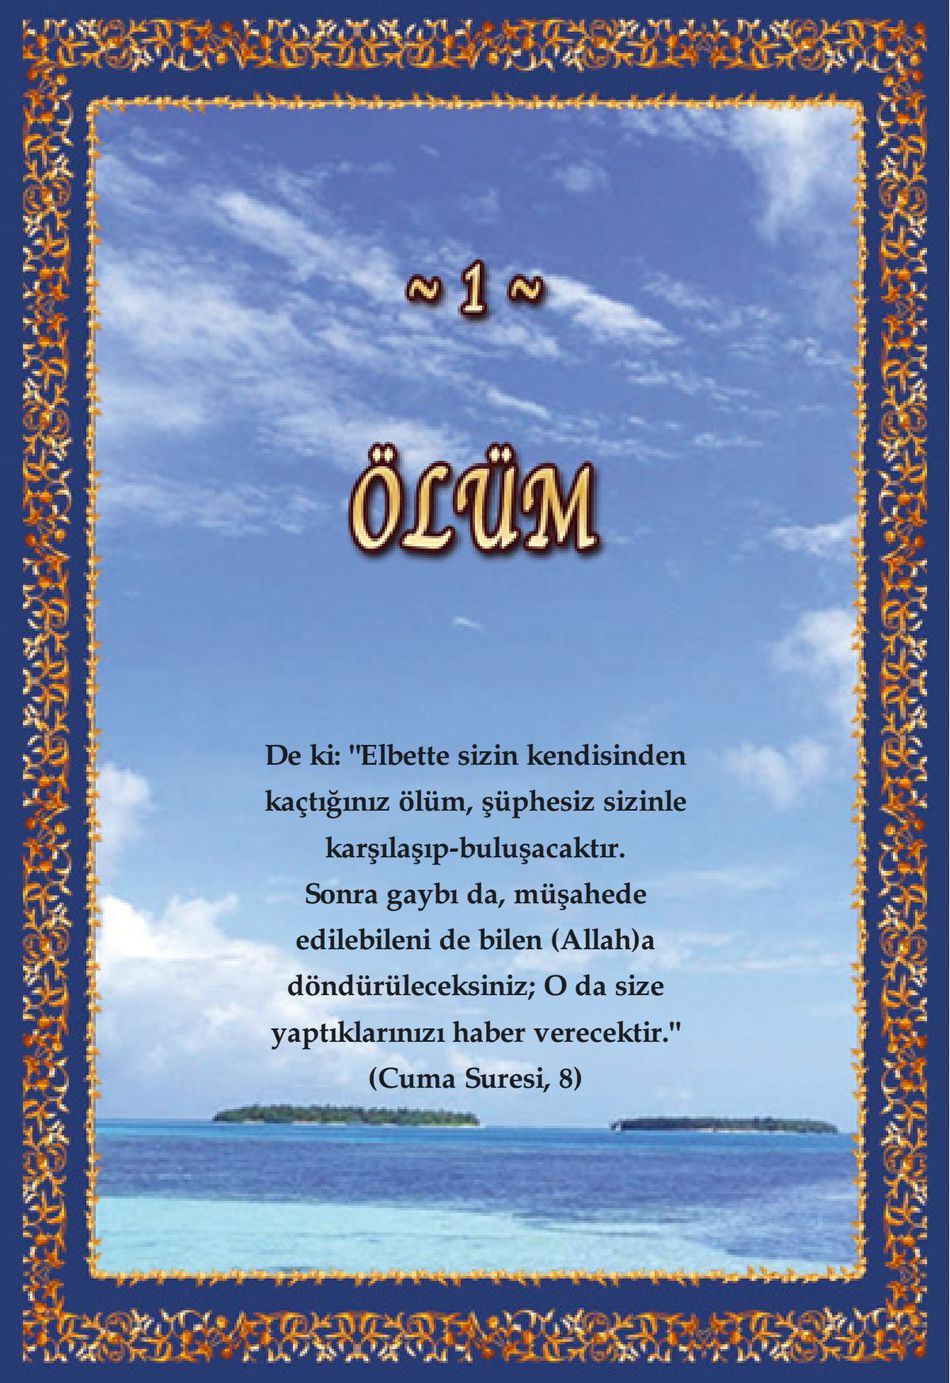 ~ 1 ~
ÖLÜM
De ki: "Elbette sizin kendisinden
kaçtığınız ölüm, şüphesiz sizinle
karşılaşıp-buluşacaktır.
Sonra gaybı da, müşahede
edilebileni de bilen (Allah)a
döndürüleceksiniz; O da size
yaptıklarınızı haber verecektir."
(Cuma Suresi, 8)